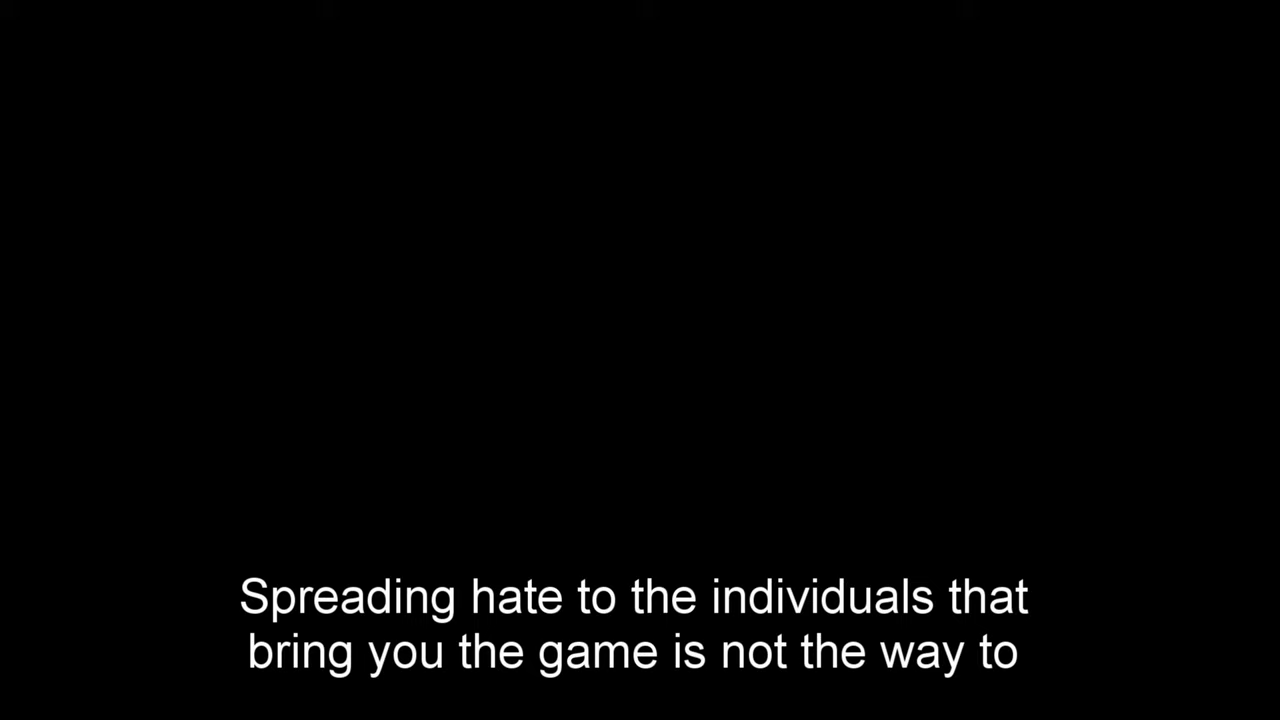 Spreading hate to the individuals that
bring you the game is not the way to